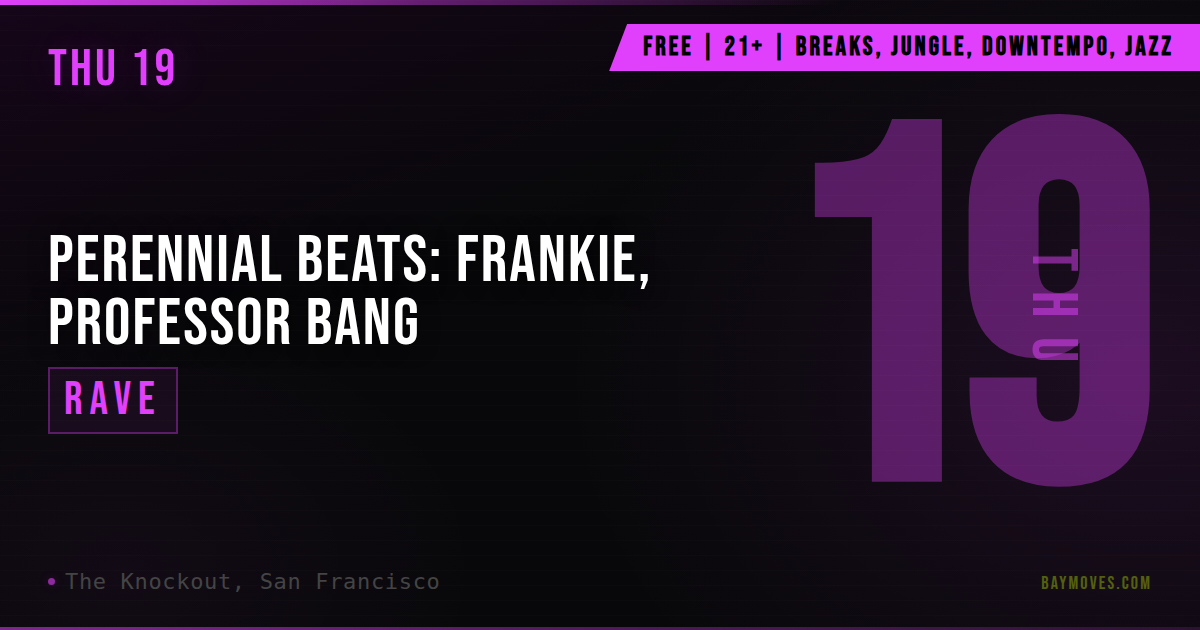 THU 19
FREE | 21+ | BREAKS, JUNGLE, DOWNTEMPO, JAZZ
19
THU
PERENNIAL BEATS: FRANKIE,
PROFESSOR BANG
RAVE
• The Knockout, San Francisco
BAYMOVES.COM